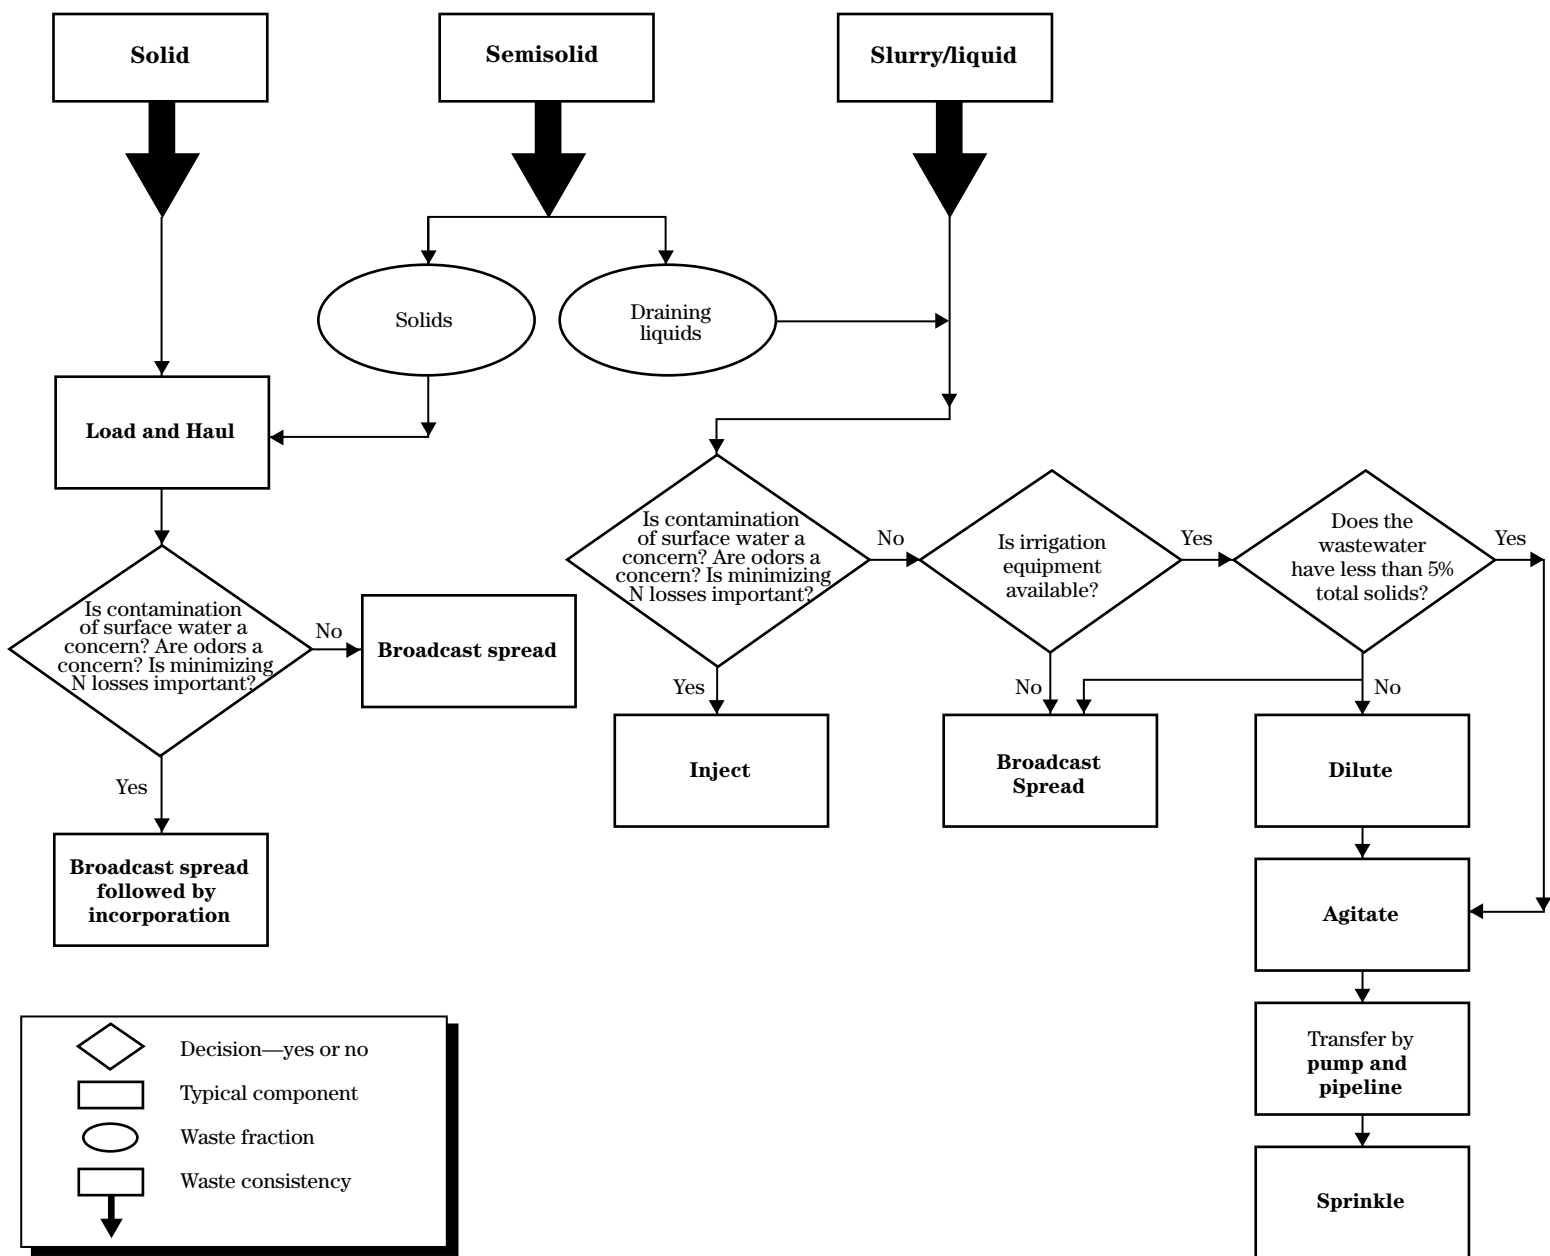 Solid
Semisolid
Slurry/liquid
Solids
Draining
liquids
Load and Haul
Is contamination
of surface water a
concern? Are odors a
concern? Is minimizing
N losses important?
No
Broadcast spread
Yes
Broadcast spread
followed by
incorporation
Is contamination
of surface water a
concern? Are odors a
concern? Is minimizing
N losses important?
No
Yes
Inject
Is irrigation
equipment
available?
Yes
No
Broadcast
Spread
Does the
wastewater
have less than 5%
total solids?
Yes
No
Dilute
Agitate
Transfer by
pump and
pipeline
Sprinkle
Decision—yes or no
Typical component
Waste fraction
Waste consistency